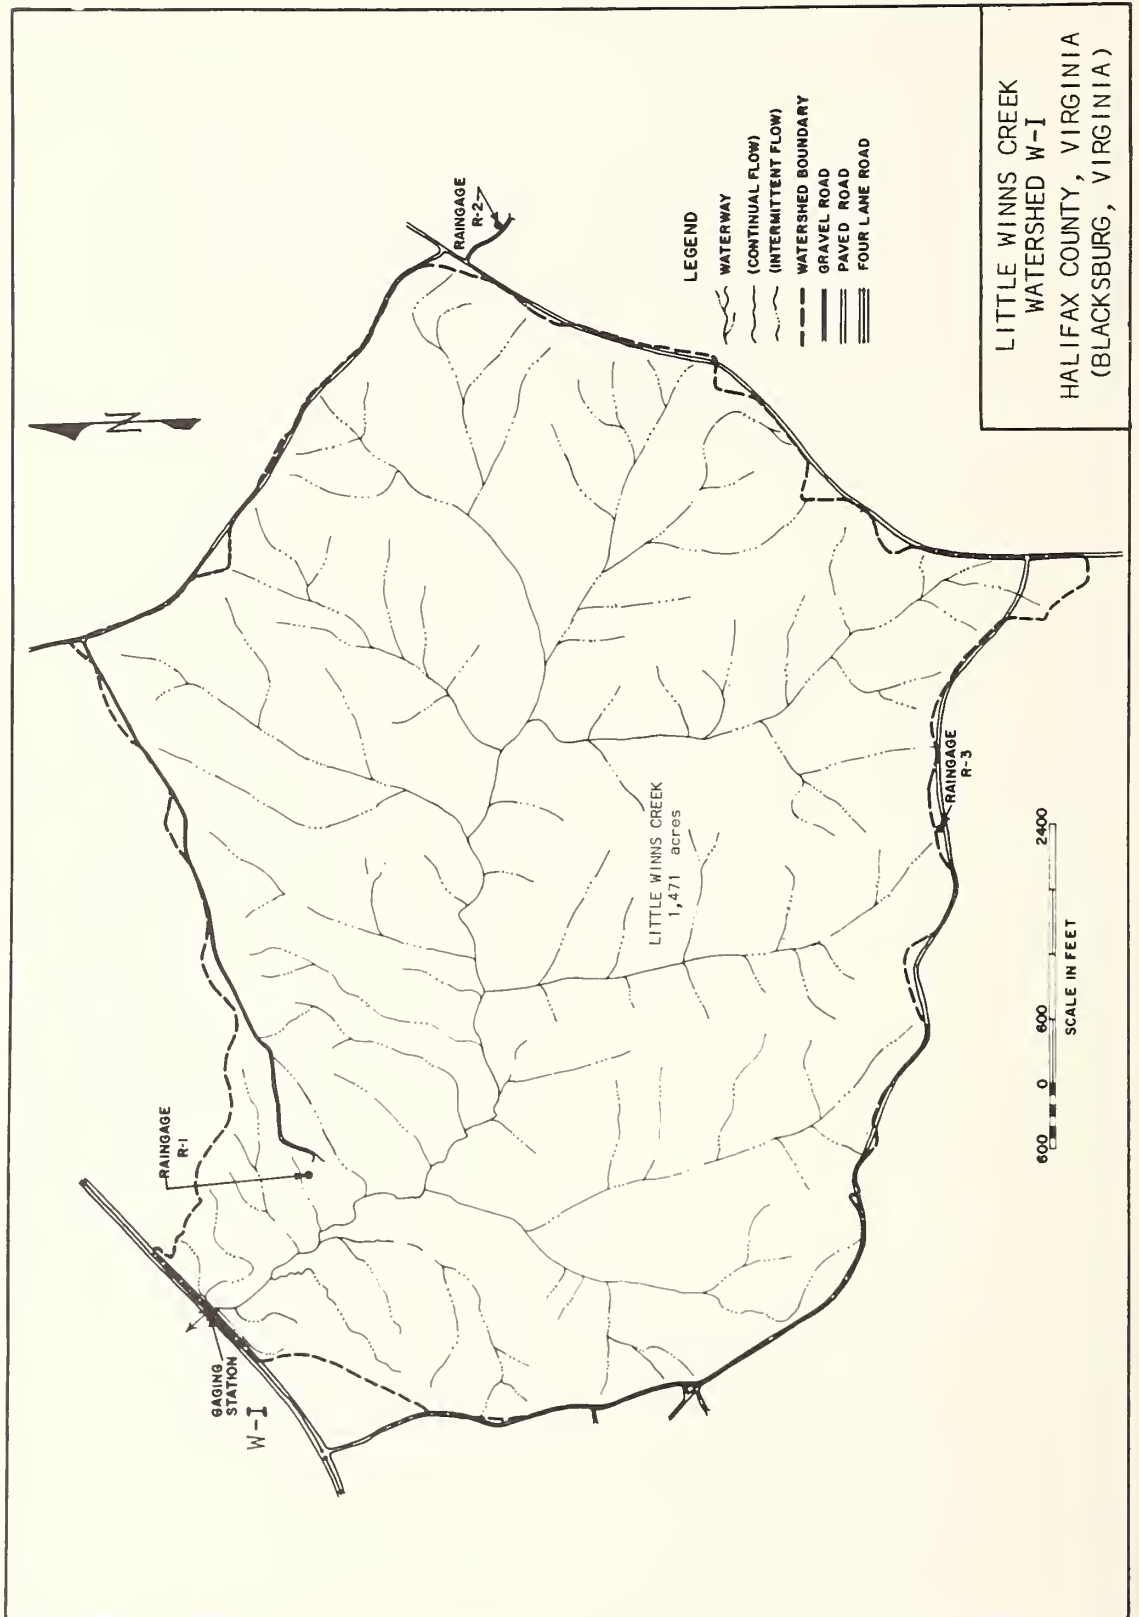 RAINGAGE
R-1
GAGING
STATION
W-I
N
RAINGAGE
R-2
LITTLE WINNS CREEK
1,471 acres
RAINGAGE
R-3
LEGEND
WATERWAY
(CONTINUAL FLOW)
(INTERMITTENT FLOW)
WATERSHED BOUNDARY
GRAVEL ROAD
PAVED ROAD
FOUR LANE ROAD
600 0 600 2400
SCALE IN FEET
LITTLE WINNS CREEK
WATERSHED W-I
HALIFAX COUNTY, VIRGINIA
(BLACKSBURG, VIRGINIA)